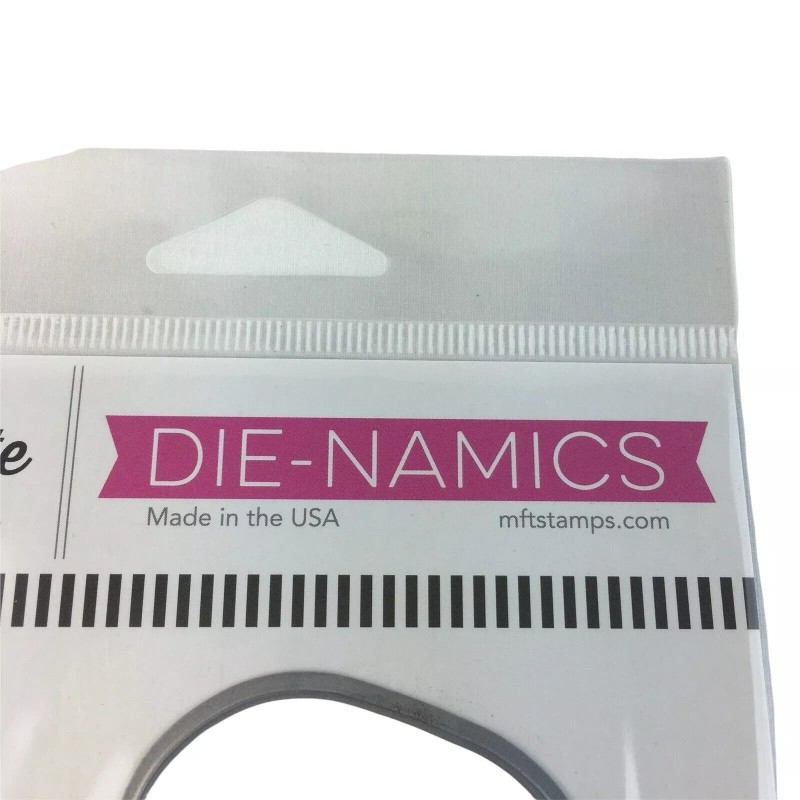 DIE-NAMICS
Made in the USA
mftstamps.com